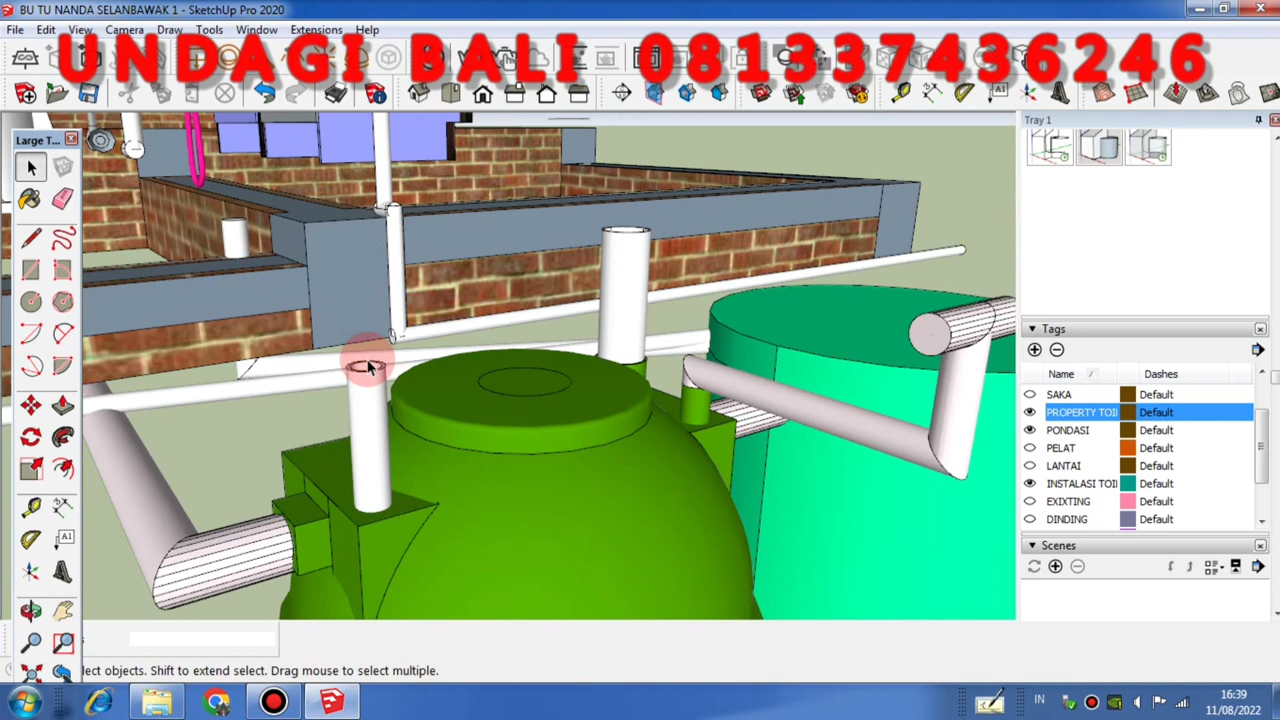 BU TU NANDA SELANBAWAK 1 - SketchUp Pro 2020
File Edit View Camera Draw Tools Window Extensions Help
UNDAGI BALI 081337436246
Large T...
Tray 1
Tags
Name Dashes
SAKA Default
PROPERTY TOI Default
PONDASI Default
PELAT Default
LANTAI Default
INSTALASI TOI Default
EXIXTING Default
DINDING Default
Scenes
lect objects. Shift to extend select. Drag mouse to select multiple.
IN
16:39
11/08/2022